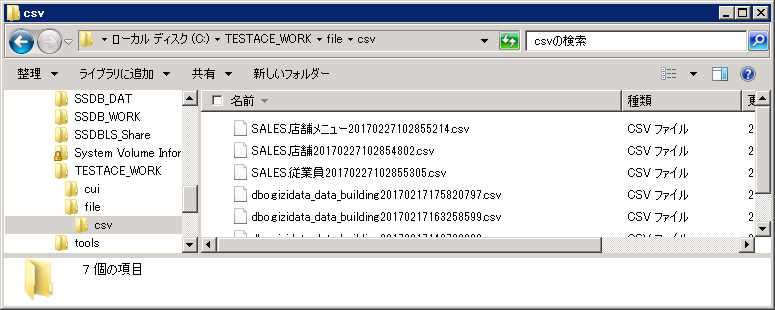 csv
ローカル ディスク (C:) ▸ TESTACE_WORK ▸ file ▸ csv
csvの検索
整理 ライブラリに追加 共有 新しいフォルダー
SSDB_DAT
SSDB_WORK
SSDBLS_Share
System Volume Infor
TESTACE_WORK
cui
file
csv
tools
名前 種類
SALES.店舗メニュー20170227102855214.csv CSV ファイル 2
SALES.店舗20170227102854802.csv CSV ファイル 2
SALES.従業員20170227102855305.csv CSV ファイル 2
dbo.gizidata_data_building20170217175820797.csv CSV ファイル 2
dbo.gizidata_data_building20170217163258599.csv CSV ファイル 2
7 個の項目